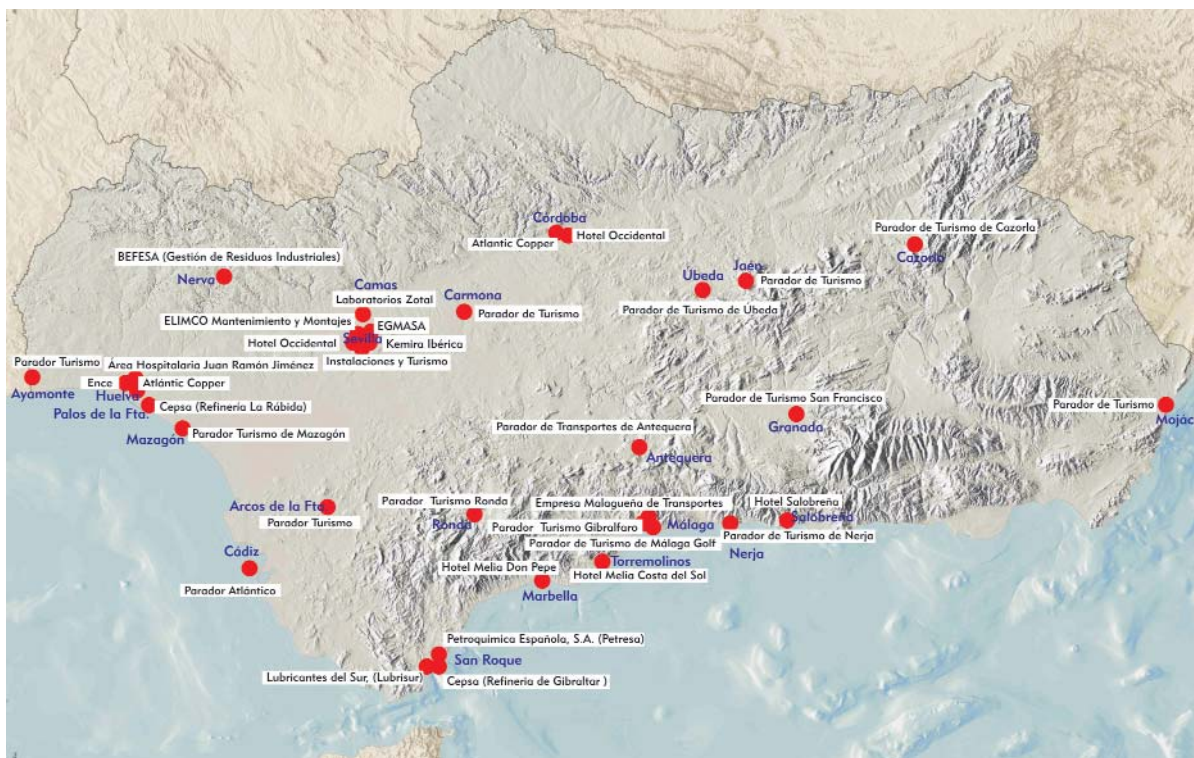 Córdoba
Atlantic Copper
Hotel Occidental
Parador de Turismo de Cazorla
Cazorla
BEFESA (Gestión de Residuos Industriales)
Nerva
Camas
Laboratorios Zotal
Carmona
Parador de Turismo
Úbeda
Parador de Turismo de Úbeda
Jaén
Parador de Turismo
ELIMCO Mantenimiento y Montajes
EGMASA
Hotel Occidental
Sevilla
Kemira Ibérica
Instalaciones y Turismo
Parador Turismo
Ayamonte
Área Hospitalaria Juan Ramón Jiménez
Ence
Atlántic Copper
Huelva
Palos de la Fta.
Cepsa (Refinería La Rábida)
Mazagón
Parador Turismo de Mazagón
Parador de Turismo San Francisco
Granada
Parador de Turismo
Mojác
Parador de Transportes de Antequera
Antequera
Arcos de la Fta.
Parador Turismo
Parador Turismo Ronda
Ronda
Empresa Malagueña de Transportes
Parador Turismo Gibralfaro
Málaga
Parador de Turismo de Málaga Golf
Hotel Salobreña
Salobreña
Parador de Turismo de Nerja
Nerja
Cádiz
Parador Atlántico
Torremolinos
Hotel Melia Costa del Sol
Hotel Melia Don Pepe
Marbella
Petroquimica Española, S.A. (Petresa)
San Roque
Lubricantes del Sur, (Lubrisur)
Cepsa (Refineria de Gibraltar )